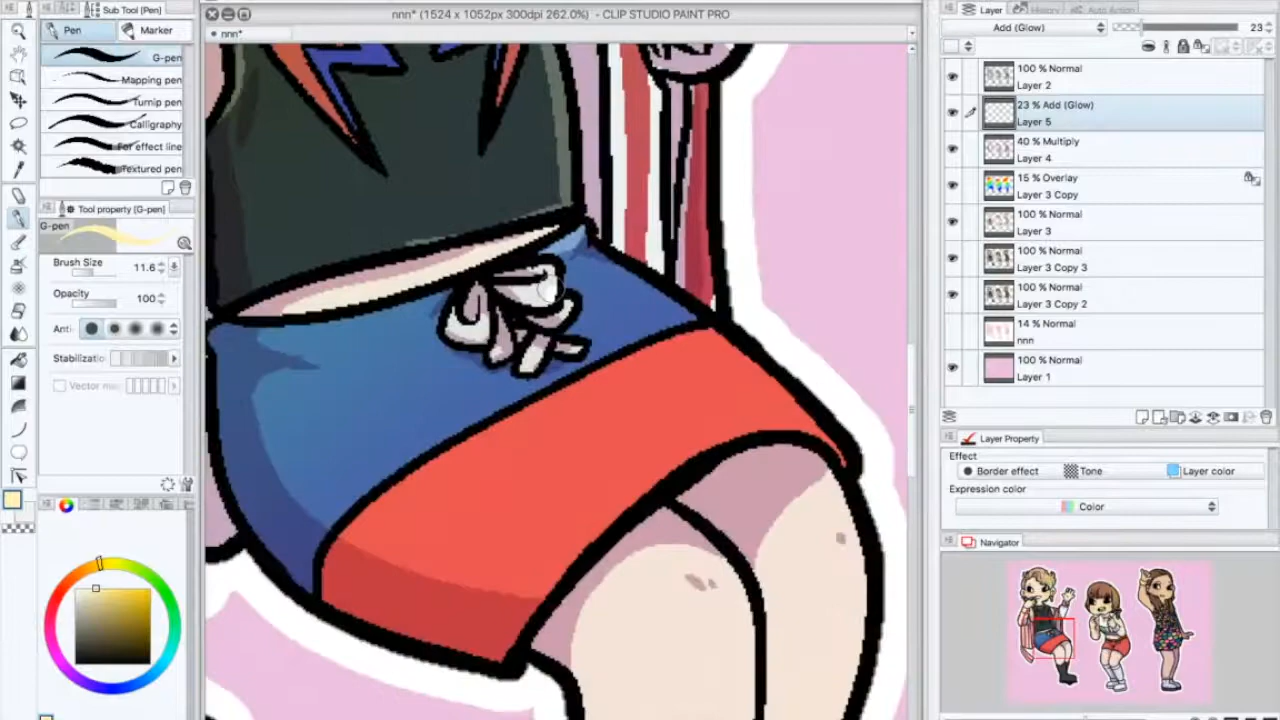 Sub Tool [Pen]
Pen
Marker
G-pen
Mapping pen
Turnip pen
Calligraphy
For effect line
Textured pen
Tool property [G-pen]
G-pen
Brush Size
11.6
Opacity
100
Anti-
Stabilizatio
Vector ma
nnn* (1524 x 1052px 300dpi 262.0%) - CLIP STUDIO PAINT PRO
nnn*
Layer
History
Auto Action
Add (Glow)
23
100 % Normal
Layer 2
23 % Add (Glow)
Layer 5
40 % Multiply
Layer 4
15 % Overlay
Layer 3 Copy
100 % Normal
Layer 3
100 % Normal
Layer 3 Copy 3
100 % Normal
Layer 3 Copy 2
14 % Normal
nnn
100 % Normal
Layer 1
Layer Property
Effect
Border effect
Tone
Layer color
Expression color
Color
Navigator